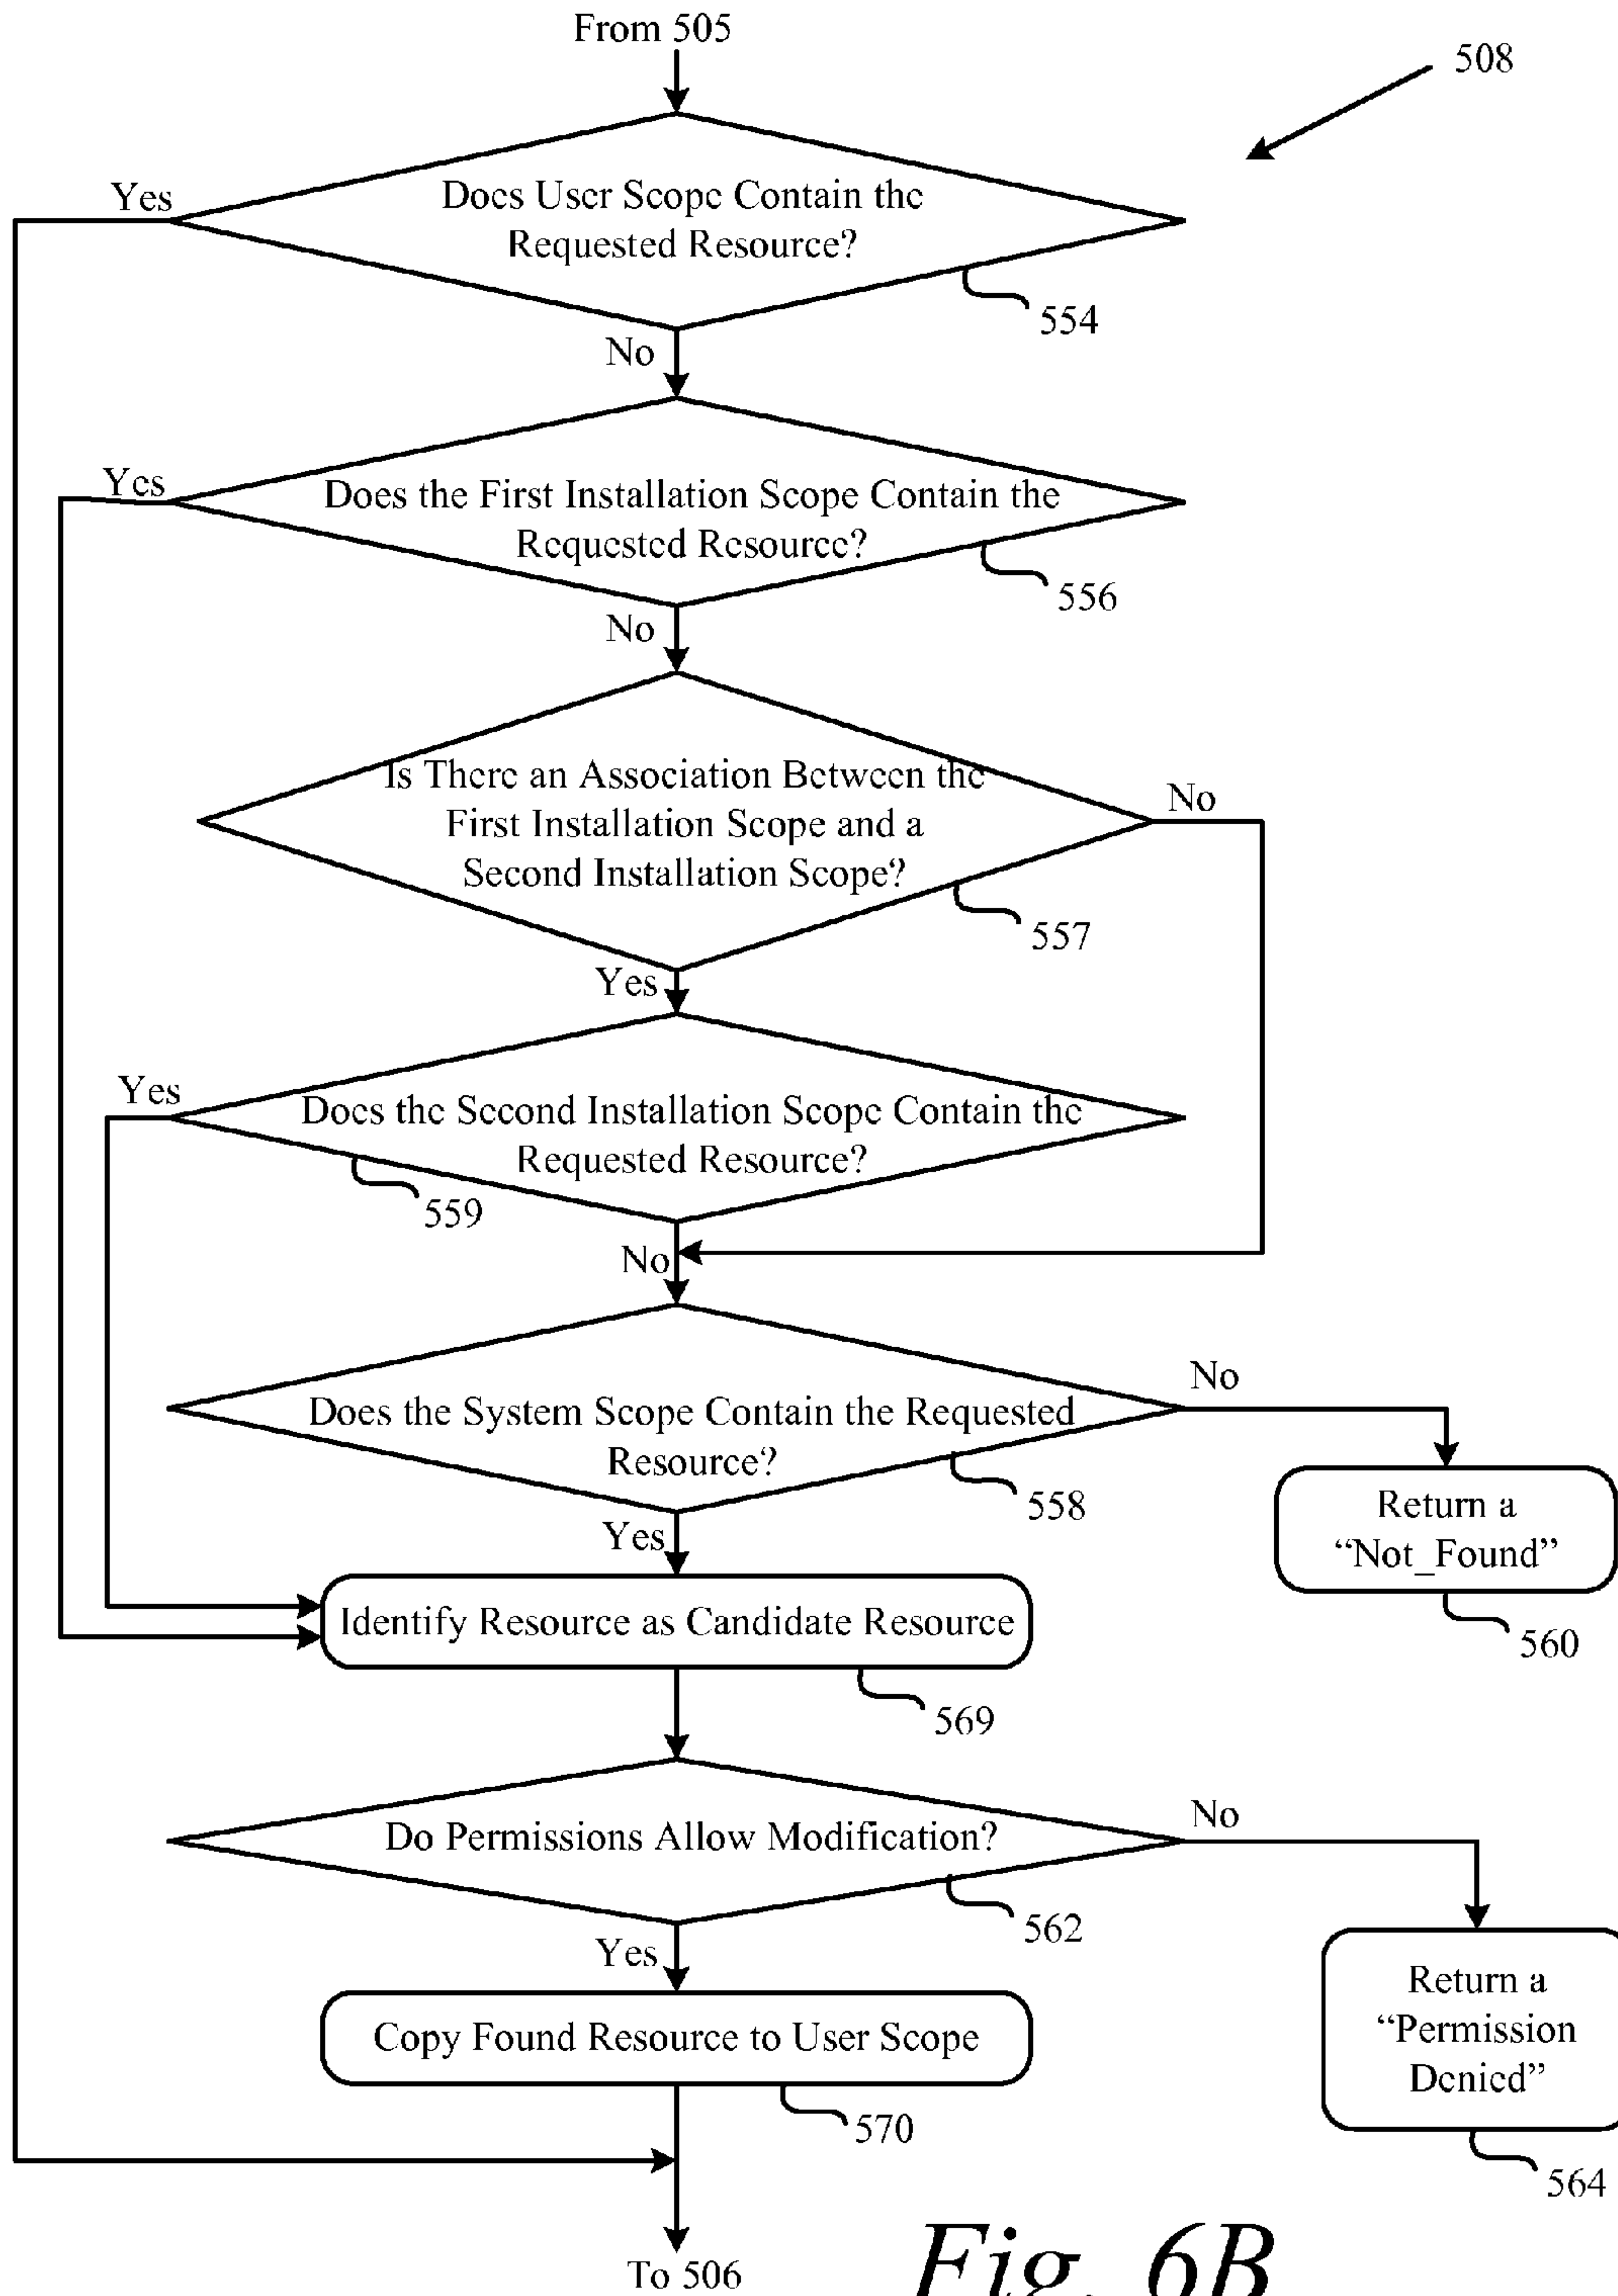 From 505
508
Yes
Does User Scope Contain the
Requested Resource?
554
No
Yes
Does the First Installation Scope Contain the
Requested Resource?
556
No
Is There an Association Between the
First Installation Scope and a
Second Installation Scope?
No
557
Yes
Yes
Does the Second Installation Scope Contain the
Requested Resource?
559
No
No
Does the System Scope Contain the Requested
Resource?
558
Yes
Return a
“Not_Found”
560
Identify Resource as Candidate Resource
569
No
Do Permissions Allow Modification?
562
Yes
Return a
“Permission
Denied”
564
Copy Found Resource to User Scope
570
To 506
Fig. 6B